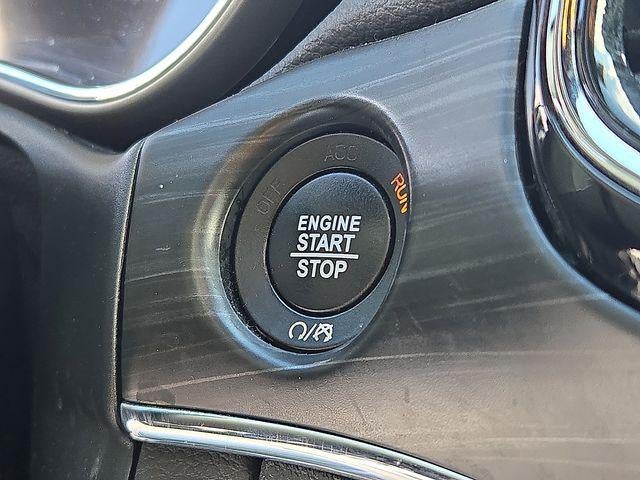 OFF
ACC
RUN
ENGINE
START
STOP